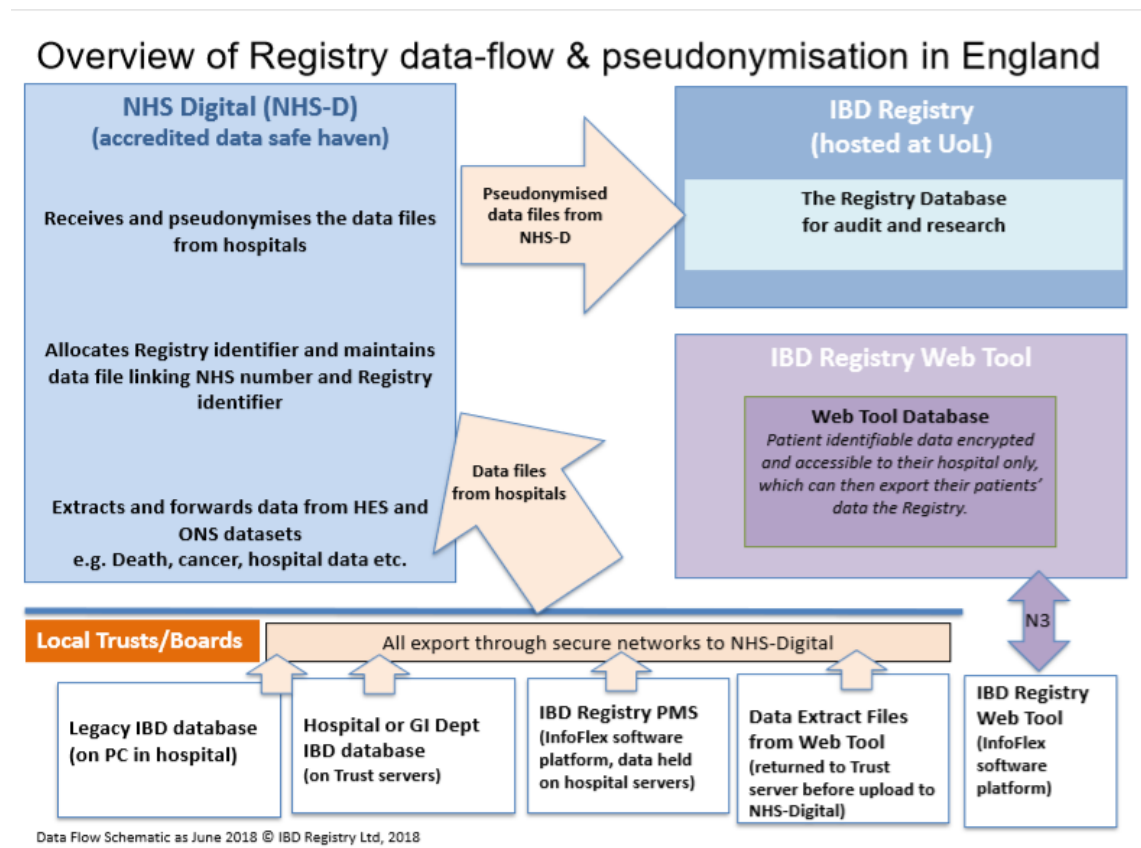 Overview of Registry data-flow & pseudonymisation in England
NHS Digital (NHS-D)
(accredited data safe haven)
Receives and pseudonymises the data files
from hospitals
Allocates Registry identifier and maintains
data file linking NHS number and Registry
identifier
Extracts and forwards data from HES and
ONS datasets
e.g. Death, cancer, hospital data etc.
Pseudonymised
data files from
NHS-D
IBD Registry
(hosted at UoL)
The Registry Database
for audit and research
IBD Registry Web Tool
Web Tool Database
Patient identifiable data encrypted
and accessible to their hospital only,
which can then export their patients'
data the Registry.
Data files
from hospitals
N3
Local Trusts/Boards
All export through secure networks to NHS-Digital
Legacy IBD database
(on PC in hospital)
Hospital or GI Dept
IBD database
(on Trust servers)
IBD Registry PMS
(InfoFlex software
platform, data held
on hospital servers)
Data Extract Files
from Web Tool
(returned to Trust
server before upload to
NHS-Digital)
IBD Registry
Web Tool
(InfoFlex
software
platform)
Data Flow Schematic as June 2018 © IBD Registry Ltd, 2018